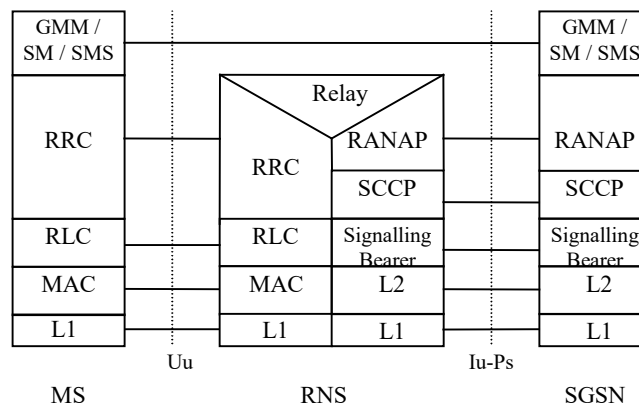 GMM /
SM / SMS
GMM /
SM / SMS
Relay
RRC
RRC
RANAP
RANAP
SCCP
SCCP
RLC
RLC
Signalling
Bearer
Signalling
Bearer
MAC
MAC
L2
L2
L1
L1
L1
L1
Uu
Iu-Ps
MS
RNS
SGSN